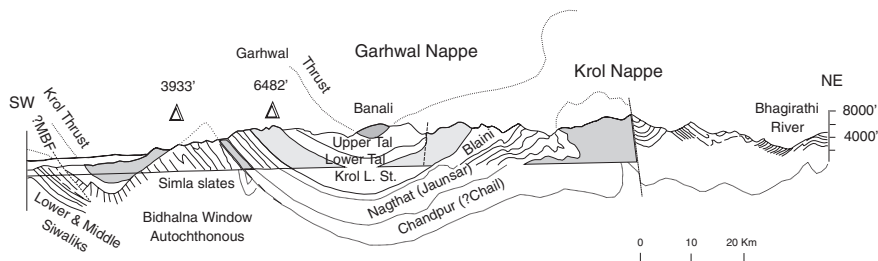 Garhwal Nappe
Krol Nappe
Garhwal
Thrust
SW
Krol Thrust
?MBF
3933’
6482’
Banali
NE
Bhagirathi
River
8000’
4000’
Upper Tal
Lower Tal
Krol L. St.
Blaini
Nagthat (Jaunsar)
Chandpur (?Chail)
Simla slates
Bidhalna Window
Autochthonous
Lower & Middle
Siwaliks
0 10 20 Km